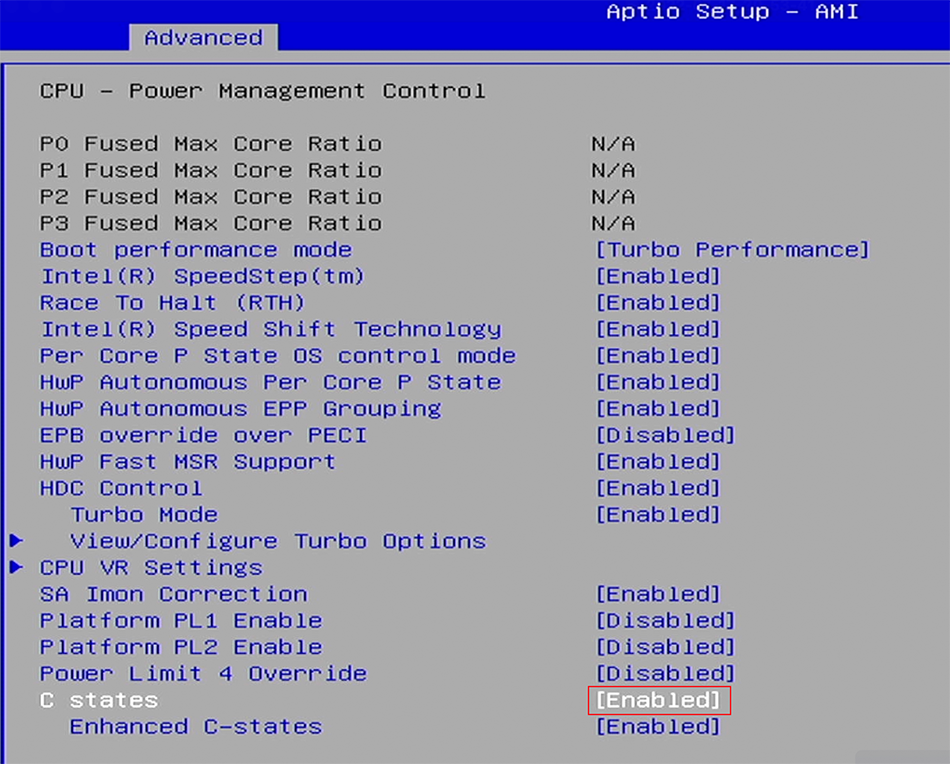 Aptio Setup – AMI
Advanced
CPU – Power Management Control
P0 Fused Max Core Ratio N/A
P1 Fused Max Core Ratio N/A
P2 Fused Max Core Ratio N/A
P3 Fused Max Core Ratio N/A
Boot performance mode [Turbo Performance]
Intel(R) SpeedStep(tm) [Enabled]
Race To Halt (RTH) [Enabled]
Intel(R) Speed Shift Technology [Enabled]
Per Core P State OS control mode [Enabled]
HwP Autonomous Per Core P State [Enabled]
HwP Autonomous EPP Grouping [Enabled]
EPB override over PECI [Disabled]
HwP Fast MSR Support [Enabled]
HDC Control [Enabled]
Turbo Mode [Enabled]
View/Configure Turbo Options
CPU VR Settings
SA Imon Correction [Enabled]
Platform PL1 Enable [Disabled]
Platform PL2 Enable [Disabled]
Power Limit 4 Override [Disabled]
C states [Enabled]
Enhanced C-states [Enabled]